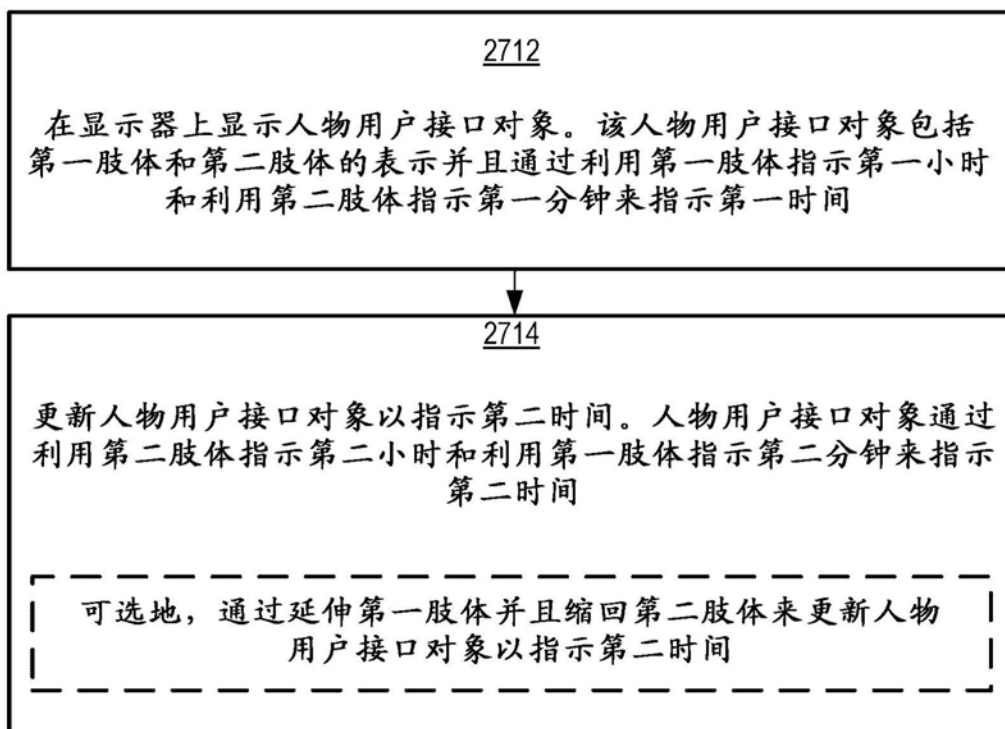 2712
在显示器上显示人物用户接口对象。该人物用户接口对象包括
第一肢体和第二肢体的表示并且通过利用第一肢体指示第一小时
和利用第二肢体指示第一分钟来指示第一时间
2714
更新人物用户接口对象以指示第二时间。人物用户接口对象通过
利用第二肢体指示第二小时和利用第一肢体指示第二分钟来指示
第二时间
可选地，通过延伸第一肢体并且缩回第二肢体来更新人物
用户接口对象以指示第二时间